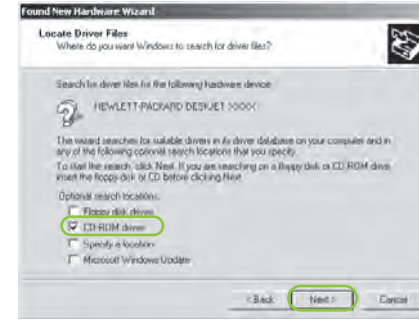 Found New Hardware Wizard
Locate Driver Files
Where do you want Windows to search for driver files?
Search for driver files for the following hardware device:
HEWLETT-PACKARD DESKJET XXXX
The wizard searches for suitable drivers in its driver database on your computer and in
any of the following optional search locations that you specify.
To start the search, click Next. If you are searching on a floppy disk or CD-ROM drive,
insert the floppy disk or CD before clicking Next.
Optional search locations:
Floppy disk drives
CD-ROM drives
Specify a location
Microsoft Windows Update
< Back
Next >
Cancel